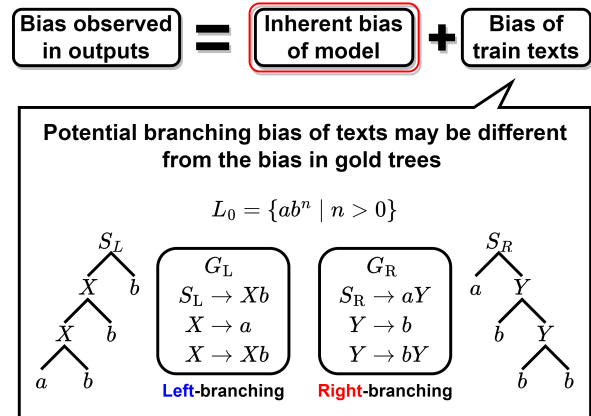 Bias observed in outputs = Inherent bias of model + Bias of train texts
Potential branching bias of texts may be different
from the bias in gold trees
L₀ = {abⁿ | n > 0}
S_L
X b
X b
a b
G_L
S_L → Xb
X → a
X → Xb
Left-branching
G_R
S_R → aY
Y → b
Y → bY
Right-branching
S_R
a Y
b Y
b b